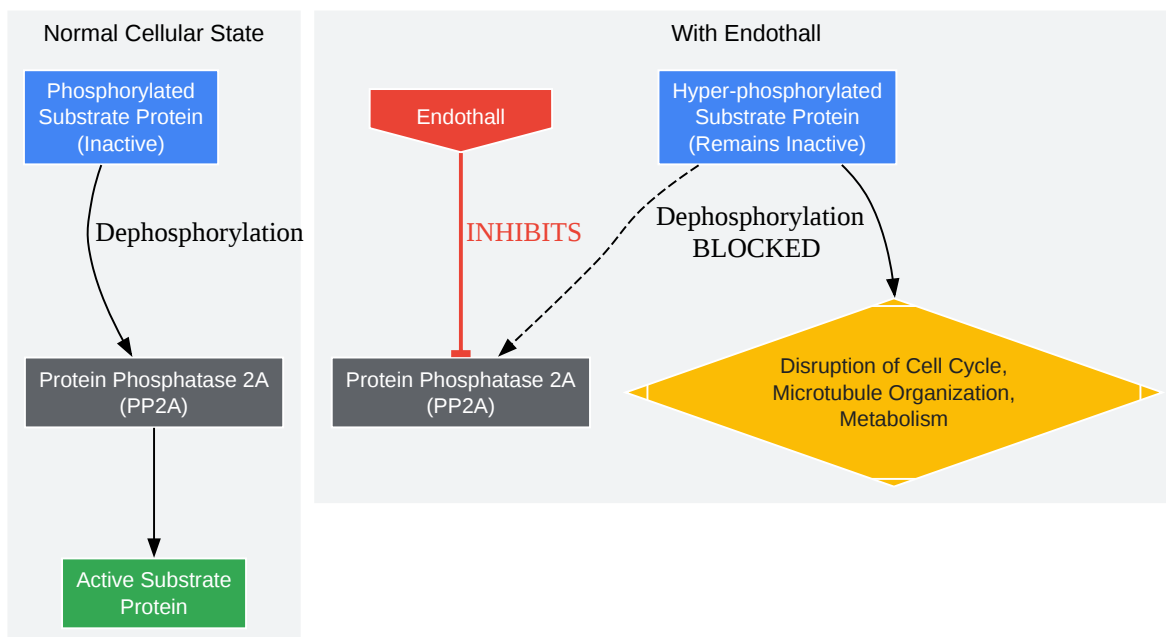 Normal Cellular State
Phosphorylated
Substrate Protein
(Inactive)
Dephosphorylation
Protein Phosphatase 2A
(PP2A)
Active Substrate
Protein
With Endothall
Endothall
INHIBITS
Hyper-phosphorylated
Substrate Protein
(Remains Inactive)
Dephosphorylation
BLOCKED
Protein Phosphatase 2A
(PP2A)
Disruption of Cell Cycle,
Microtubule Organization,
Metabolism